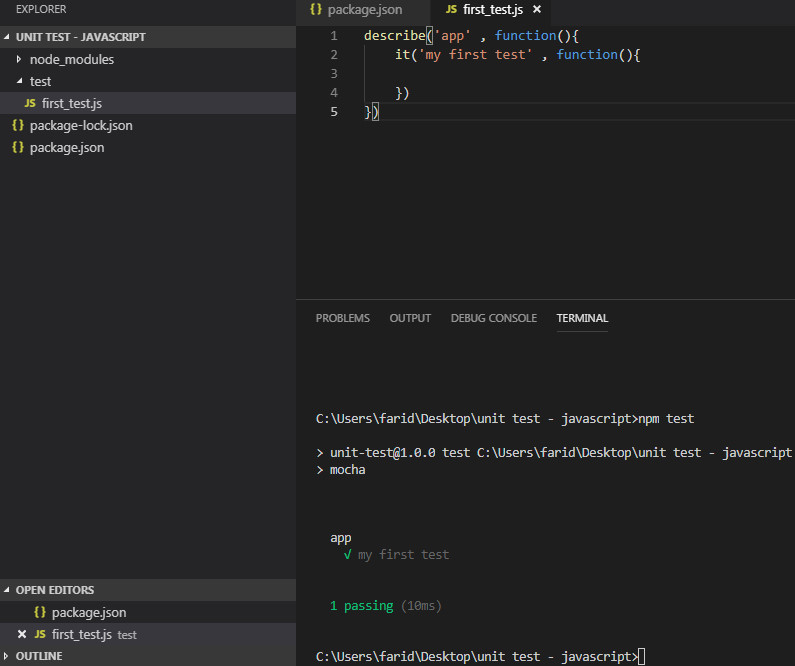 EXPLORER
UNIT TEST - JAVASCRIPT
node_modules
test
JS first_test.js
{} package-lock.json
{} package.json
OPEN EDITORS
{} package.json
× JS first_test.js test
OUTLINE
{} package.json
JS first_test.js ×
1 describe('app' , function(){
2     it('my first test' , function(){
3
4     })
5 })
PROBLEMS OUTPUT DEBUG CONSOLE TERMINAL
C:\Users\farid\Desktop\unit test - javascript>npm test
> unit-test@1.0.0 test C:\Users\farid\Desktop\unit test - javascript
> mocha
app
√ my first test
1 passing (10ms)
C:\Users\farid\Desktop\unit test - javascript>